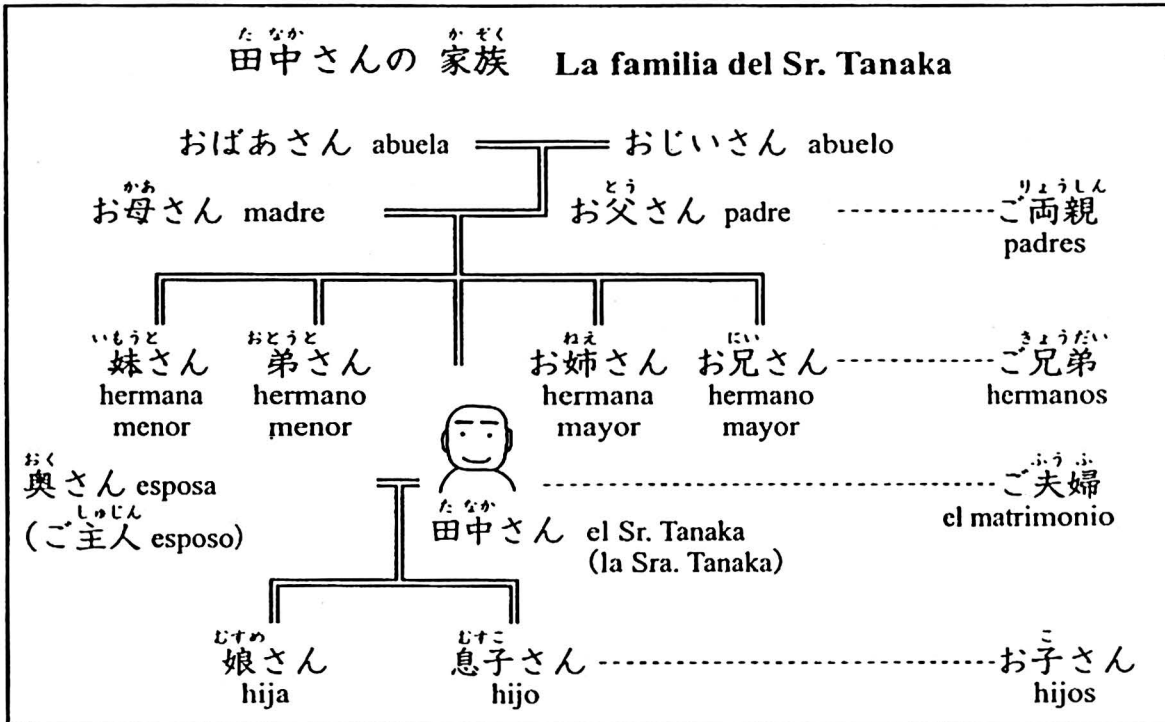 た なか か ぞく
田中さんの 家族 La familia del Sr. Tanaka
おばあさん abuela おじいさん abuelo
かあ とう りょうしん
お母さん madre お父さん padre ご両親
padres
いもうと おとうと ねえ にい きょうだい
妹さん 弟さん お姉さん お兄さん ご兄弟
hermana hermano hermana hermano hermanos
menor menor mayor mayor
おく ふう ふ
奥さん esposa ご夫婦
しゅじん た なか el matrimonio
(ご主人 esposo) 田中さん el Sr. Tanaka
(la Sra. Tanaka)
むすめ むすこ こ
娘さん 息子さん お子さん
hija hijo hijos